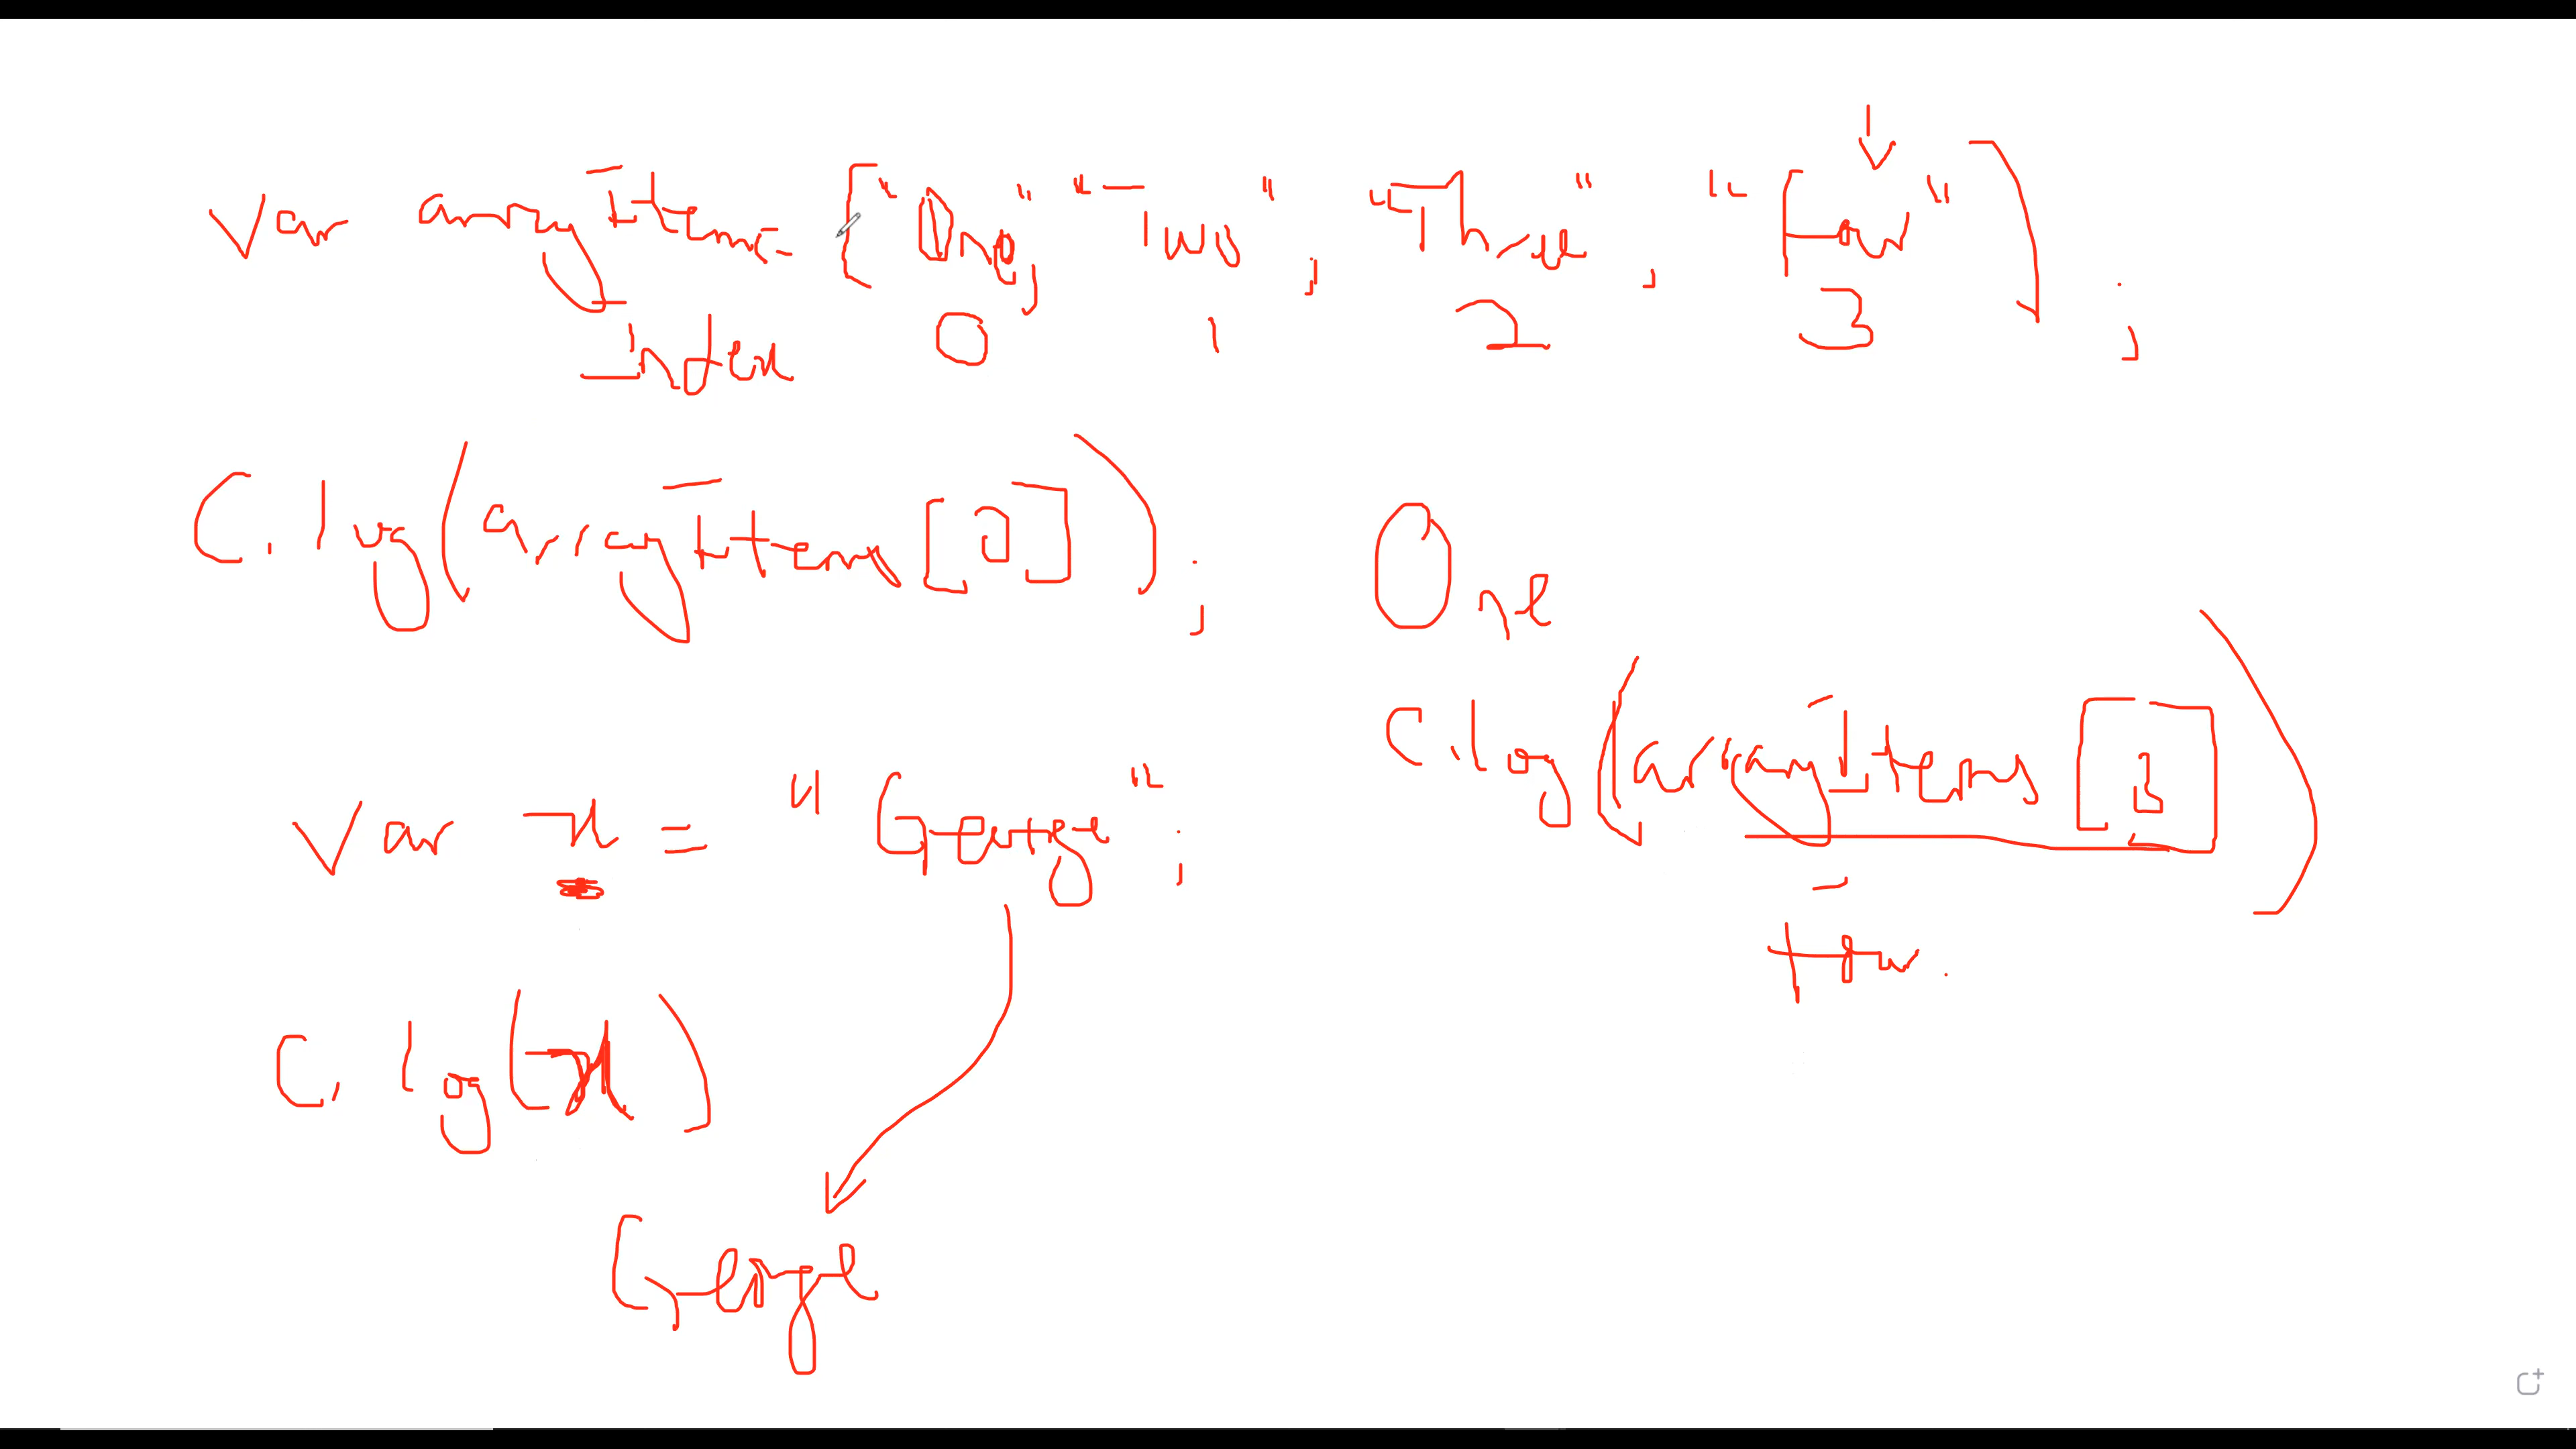 Var arrayItems = ["One", "Two", "Three", "Four"];
Index 0 1 2 3
C.log(arrayItems[0]); One
C.log(arrayItems[3])
Var x = "George";
= four.
C.log(x)
George